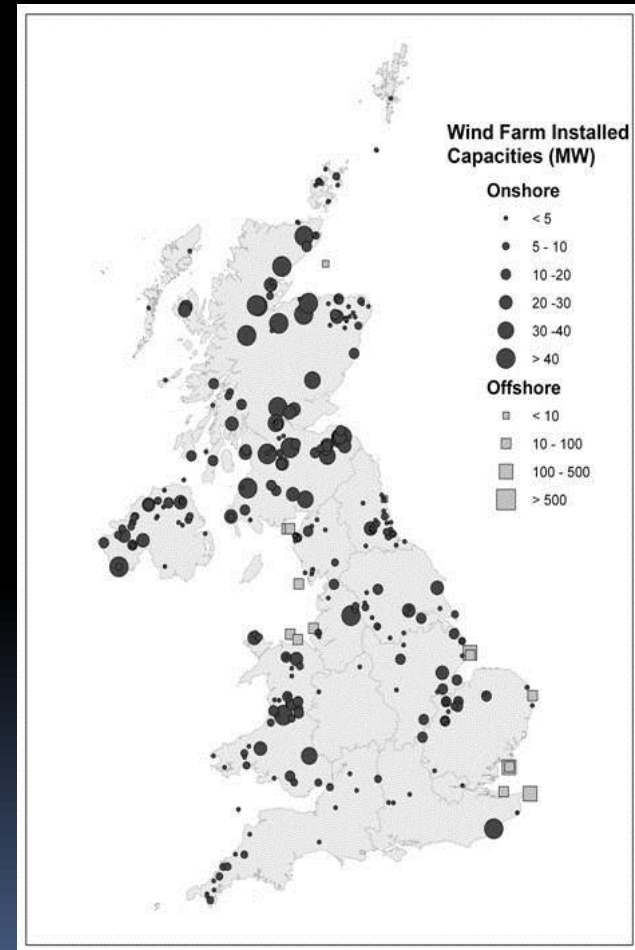 Wind Farm Installed
Capacities (MW)
Onshore
< 5
5 - 10
10 -20
20 -30
30 -40
> 40
Offshore
< 10
10 - 100
100 - 500
> 500